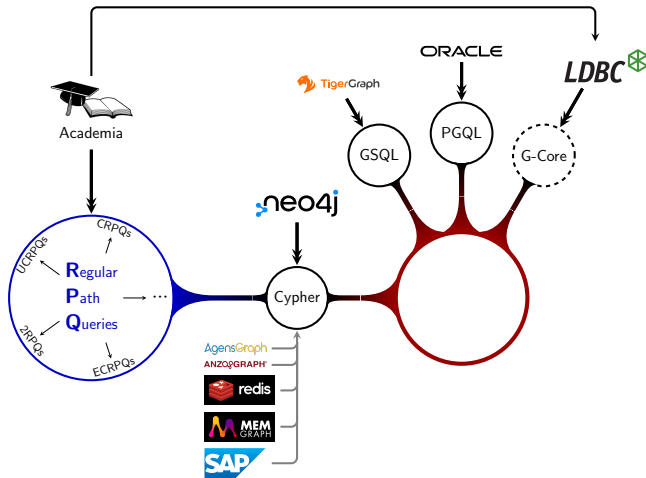 ORACLE
LDBC
TigerGraph
Academia
GSQL
PGQL
G-Core
neo4j
CRPQs
UCRPQs
Regular
Path
Queries
...
2RPQs
ECRPQs
Cypher
AgensGraph
ANZOGRAPH®
redis
MEM
GRAPH
SAP